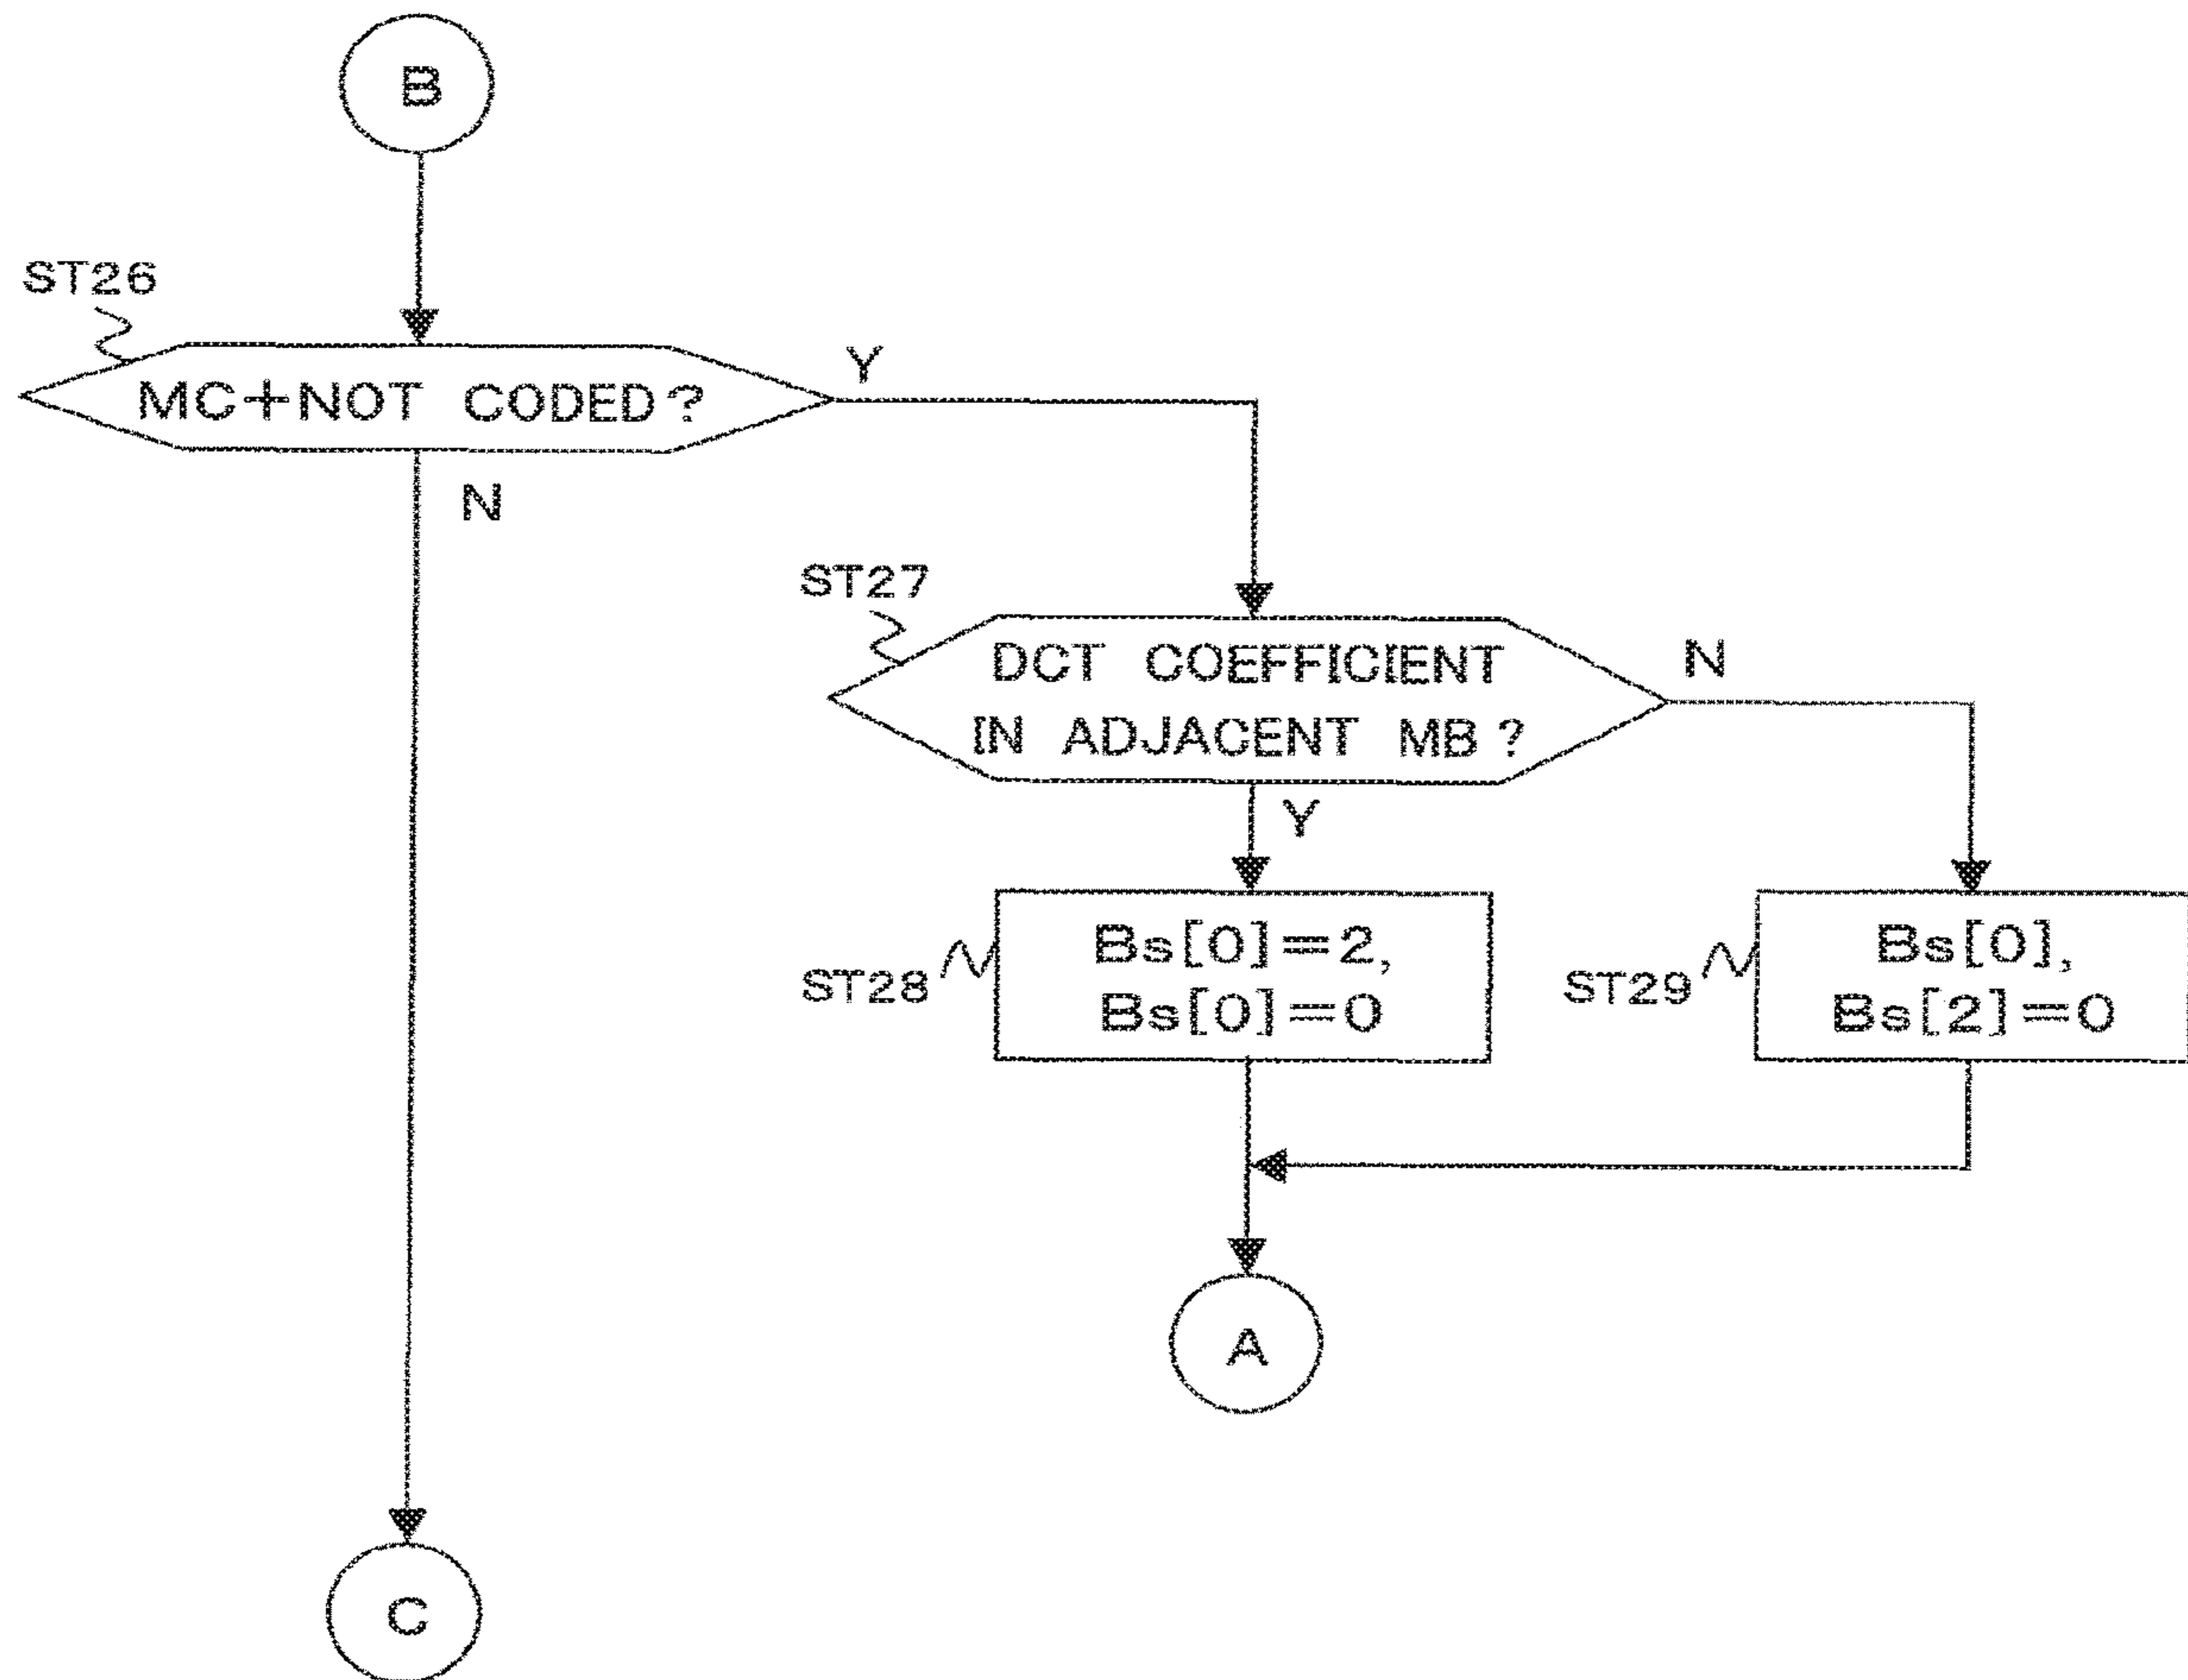 B
ST26
MC+NOT CODED?
Y
N
ST27
DCT COEFFICIENT
IN ADJACENT MB?
N
Y
Bs[0]=2,
Bs[0]=0
ST28
Bs[0],
Bs[2]=0
ST29
A
C